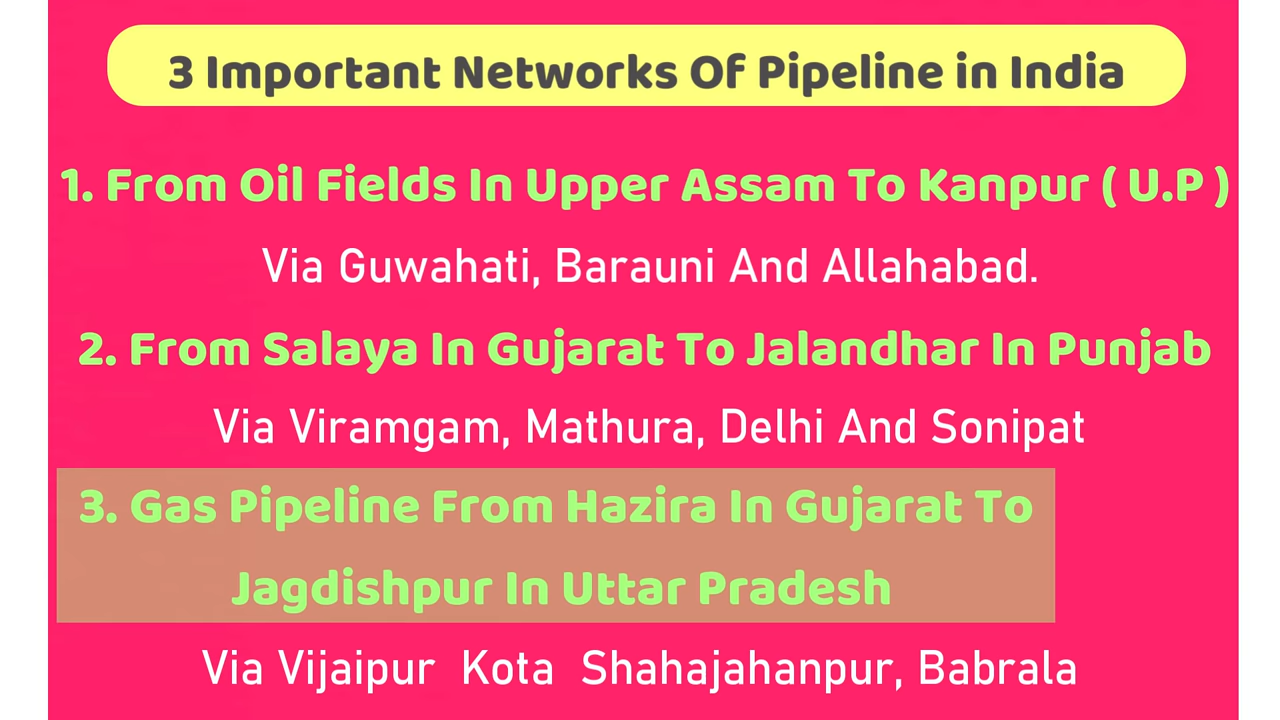 3 Important Networks Of Pipeline in India
1. From Oil Fields In Upper Assam To Kanpur ( U.P )
Via Guwahati, Barauni And Allahabad.
2. From Salaya In Gujarat To Jalandhar In Punjab
Via Viramgam, Mathura, Delhi And Sonipat
3. Gas Pipeline From Hazira In Gujarat To
Jagdishpur In Uttar Pradesh
Via Vijaipur Kota Shahajahanpur, Babrala